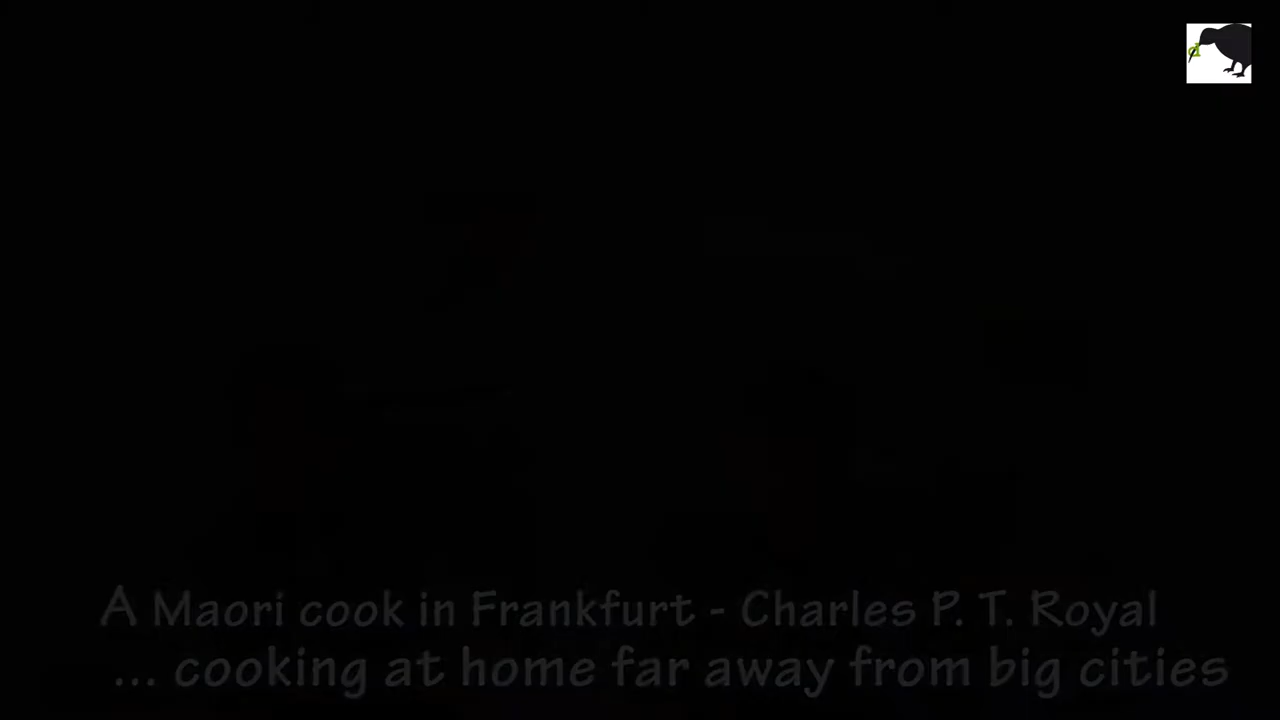 d
A Maori cook in Frankfurt - Charles P. T. Royal
... cooking at home far away from big cities